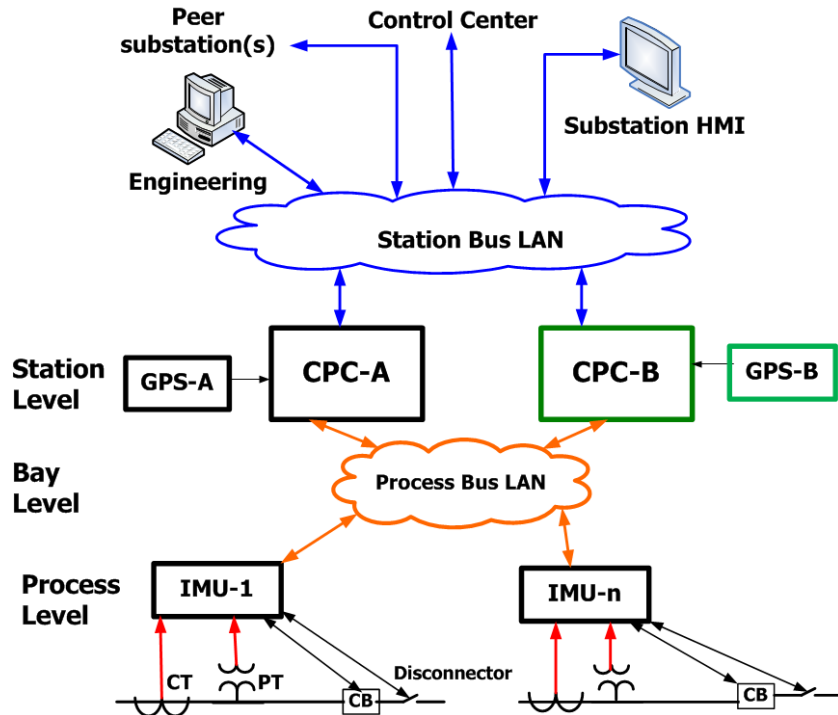 Peer
substation(s)
Control Center
Substation HMI
Engineering
Station Bus LAN
Station
Level
GPS-A
CPC-A
CPC-B
GPS-B
Bay
Level
Process Bus LAN
Process
Level
IMU-1
IMU-n
CT
PT
Disconnector
CB
CB